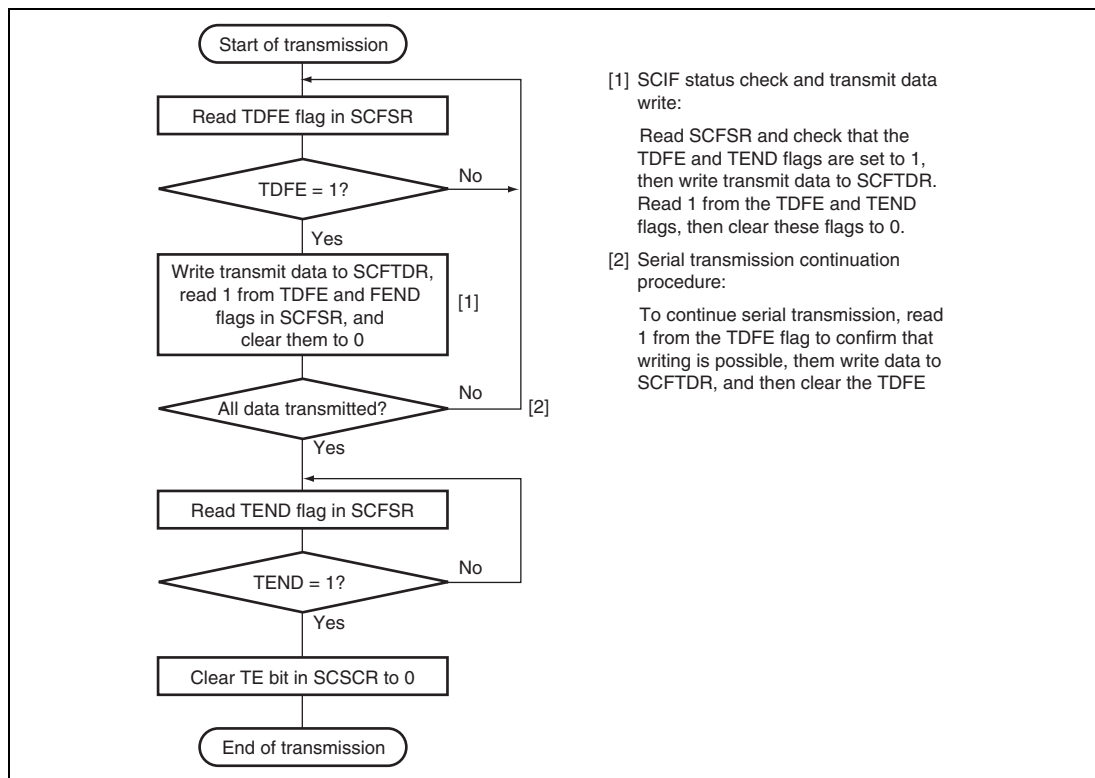 Start of transmission
Read TDFE flag in SCFSR
TDFE = 1?
No
Yes
Write transmit data to SCFTDR,
read 1 from TDFE and FEND
flags in SCFSR, and
clear them to 0
[1]
All data transmitted?
No
[2]
Yes
Read TEND flag in SCFSR
TEND = 1?
No
Yes
Clear TE bit in SCSCR to 0
End of transmission
[1] SCIF status check and transmit data
write:
Read SCFSR and check that the
TDFE and TEND flags are set to 1,
then write transmit data to SCFTDR.
Read 1 from the TDFE and TEND
flags, then clear these flags to 0.
[2] Serial transmission continuation
procedure:
To continue serial transmission, read
1 from the TDFE flag to confirm that
writing is possible, them write data to
SCFTDR, and then clear the TDFE